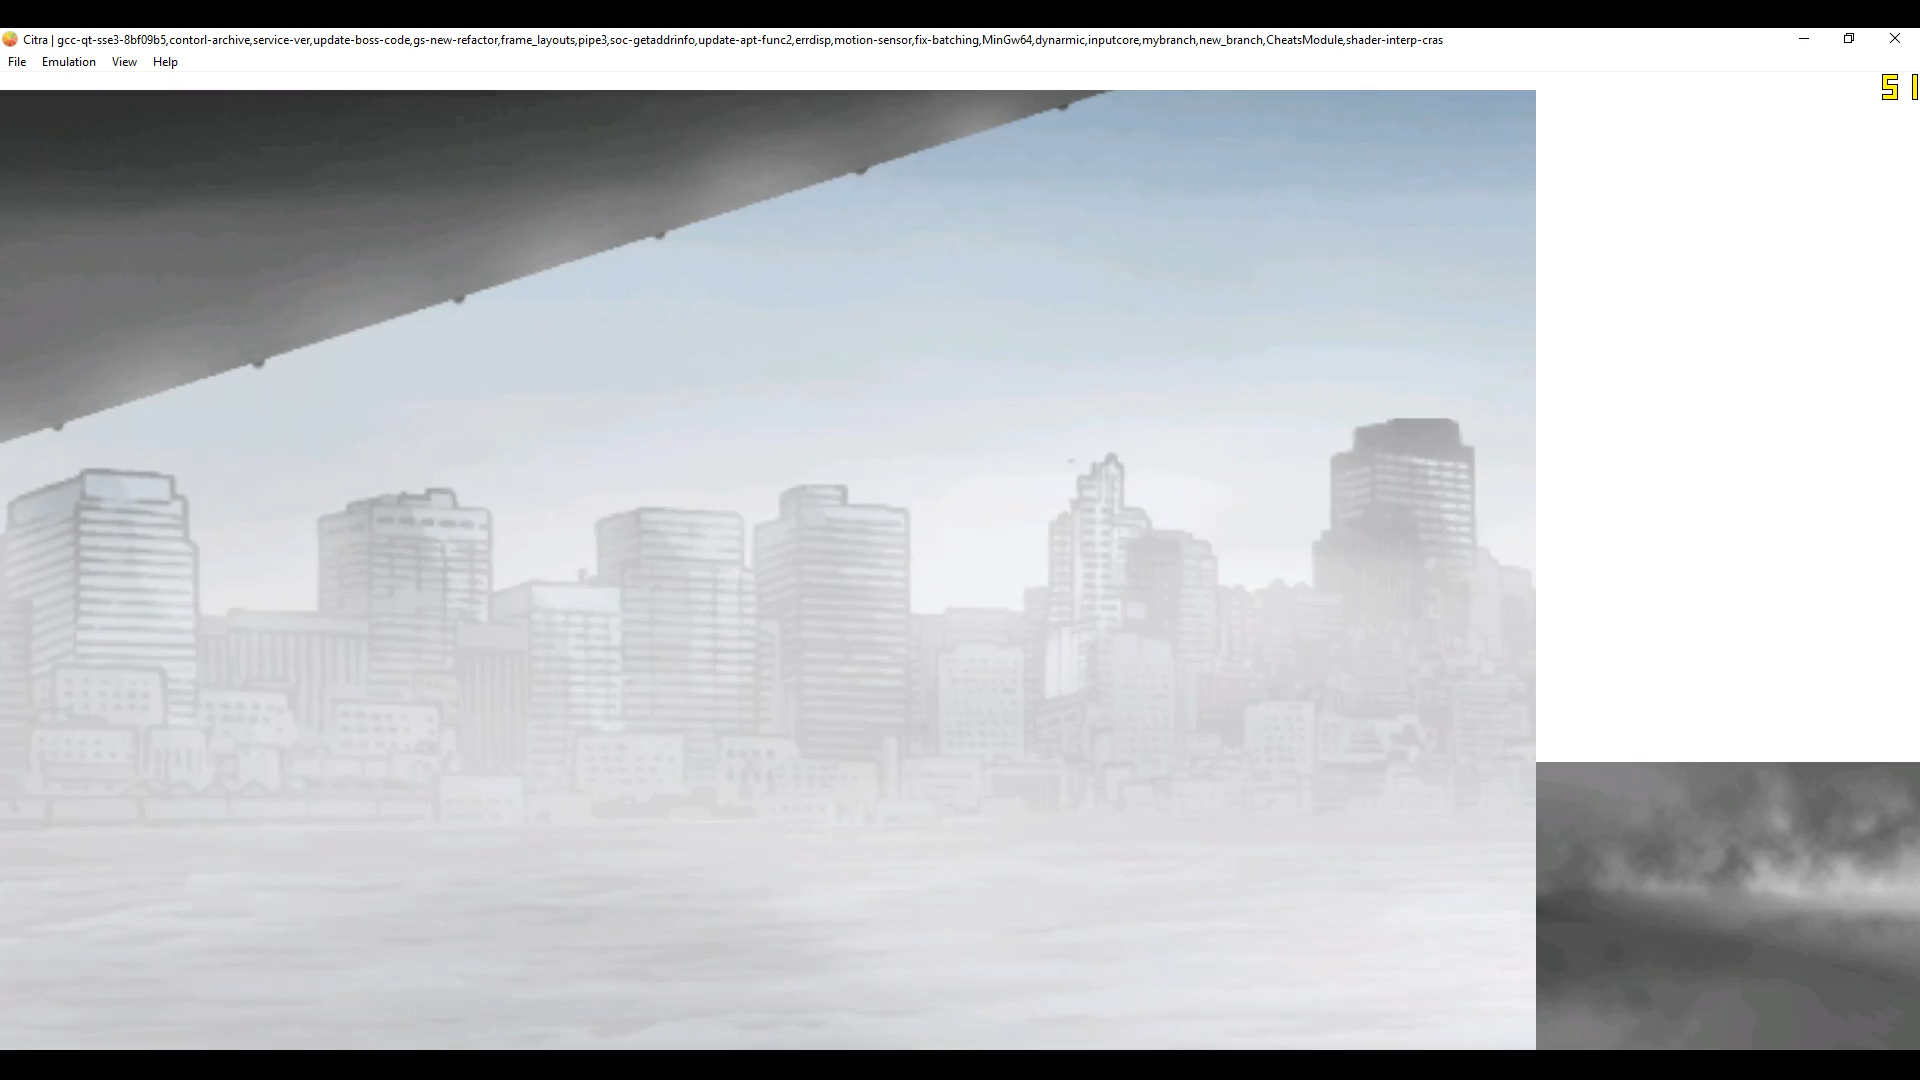 Citra | gcc-qt-sse3-8bf09b5,contorl-archive,service-ver,update-boss-code,gs-new-refactor,frame_layouts,pipe3,soc-getaddrinfo,update-apt-func2,errdisp,motion-sensor,fix-batching,MinGw64,dynarmic,inputcore,mybranch,new_branch,CheatsModule,shader-interp-cras
File Emulation View Help
51